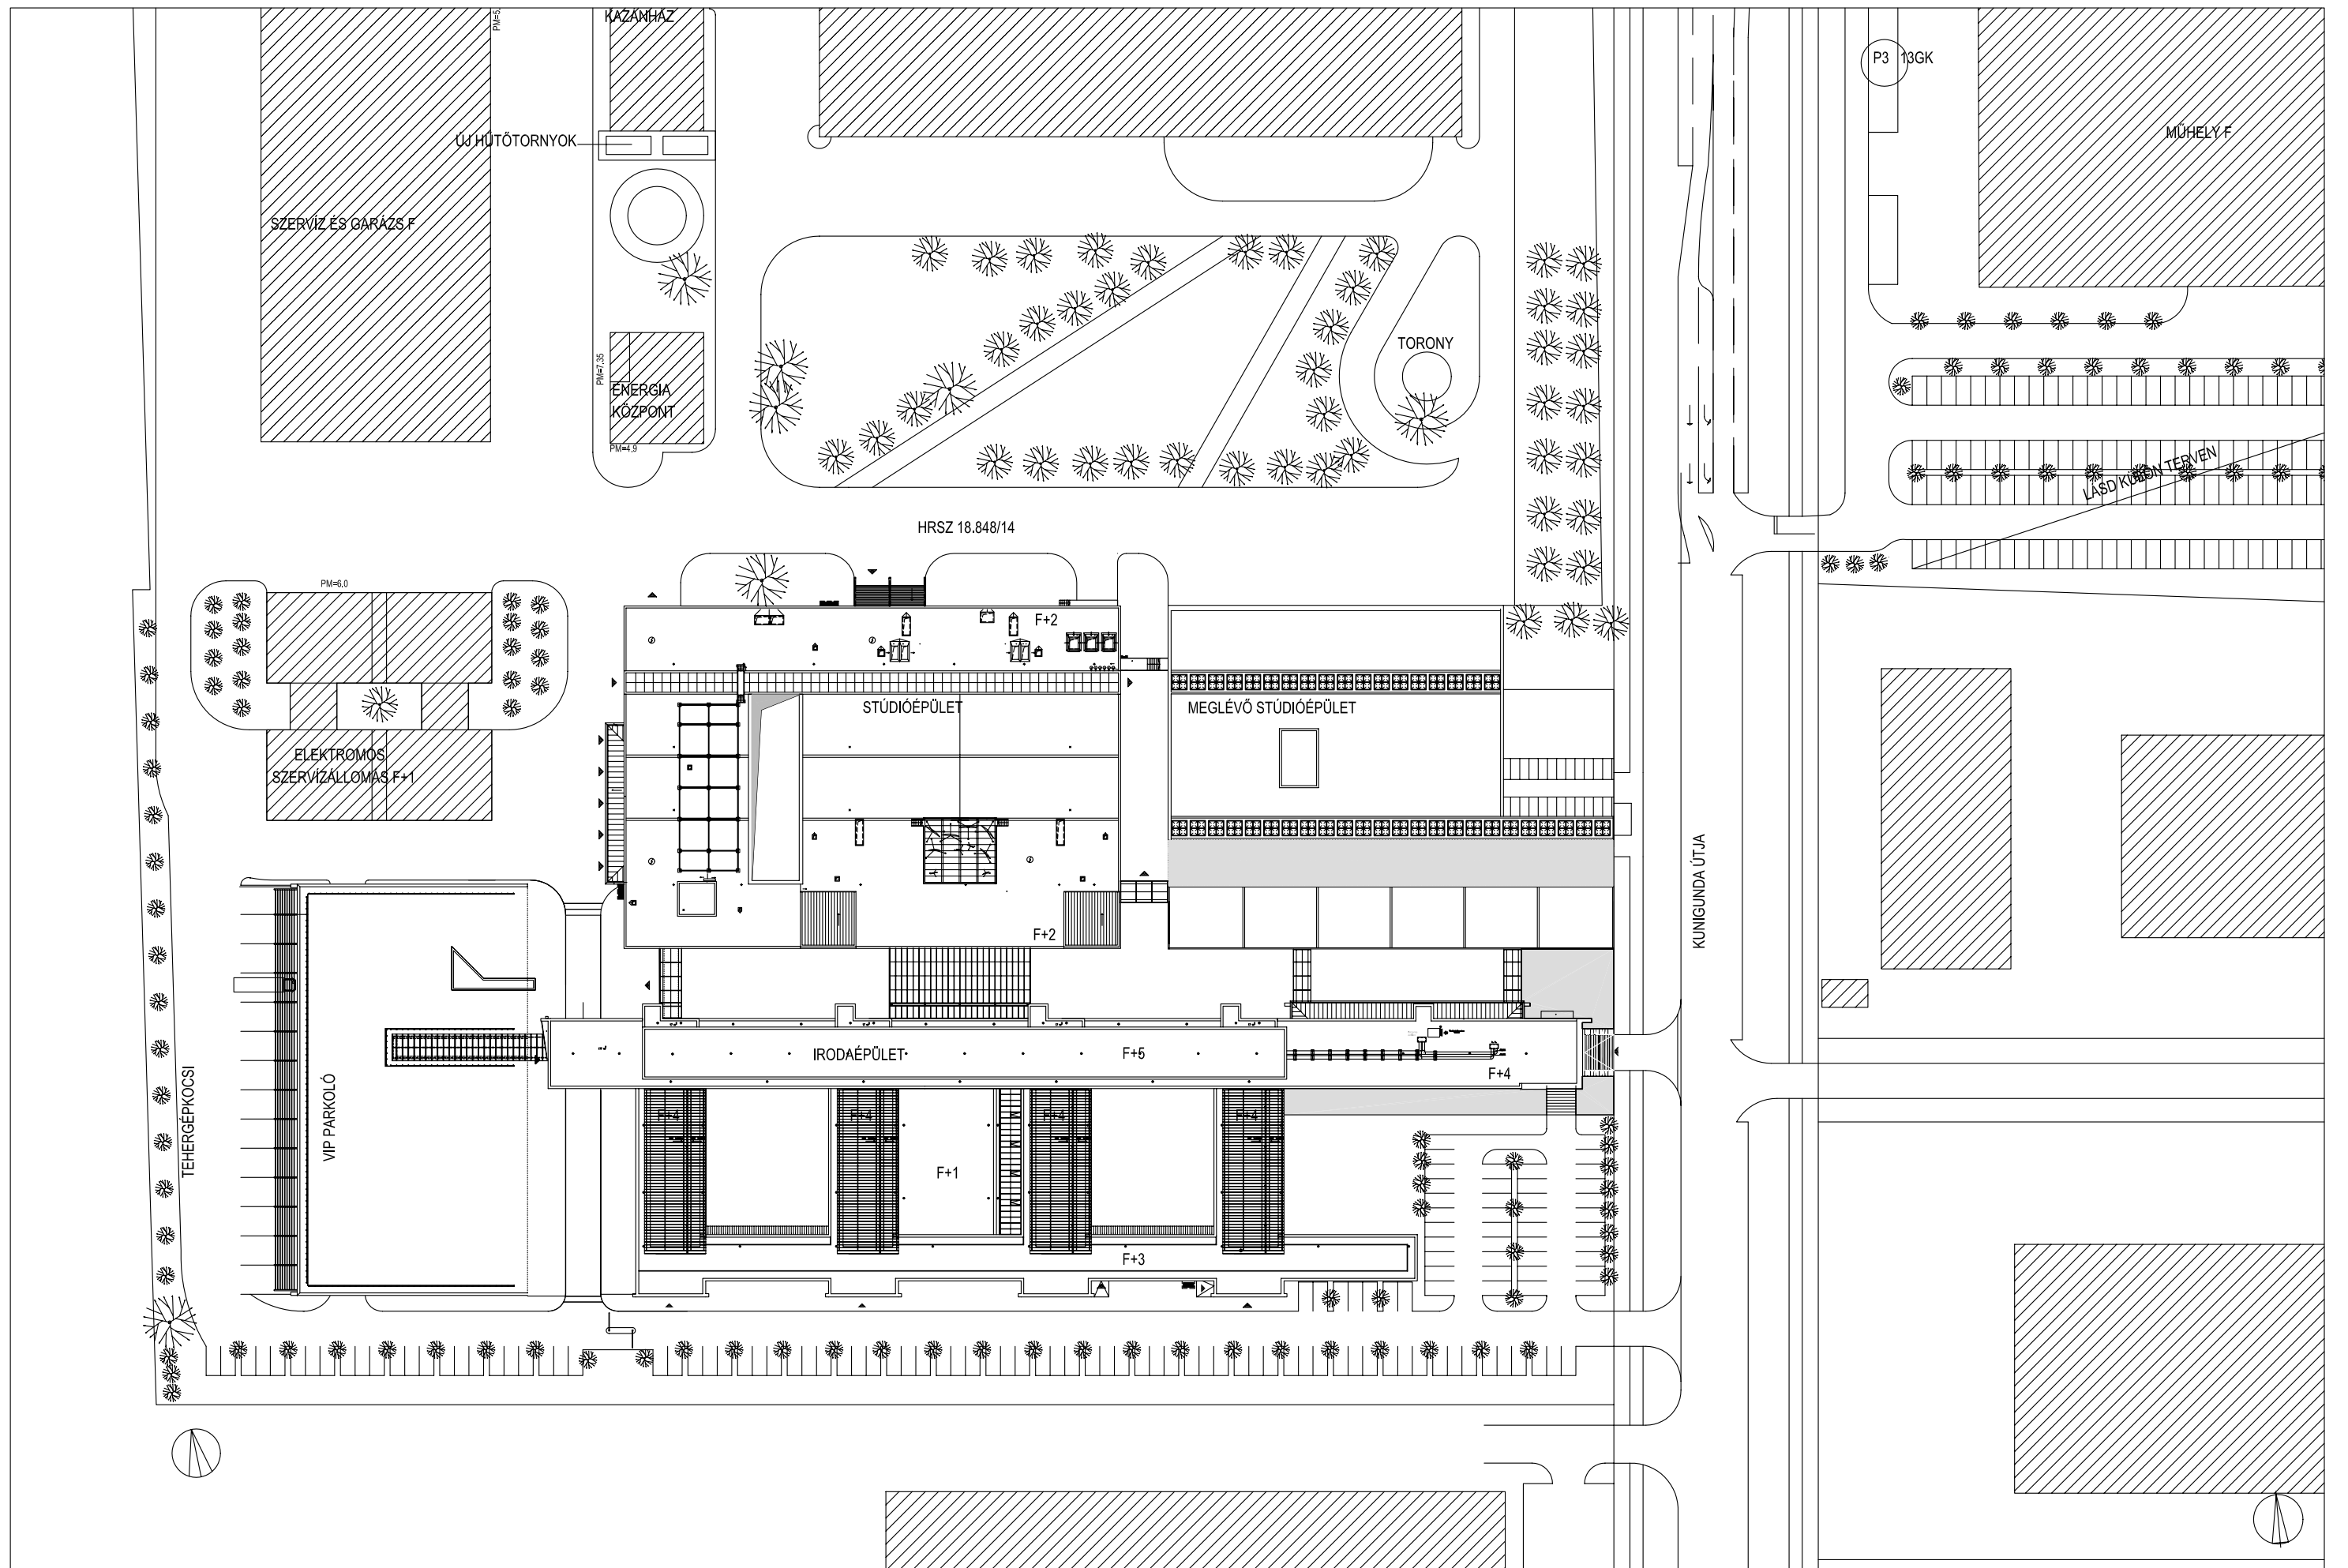 KAZÁNHÁZ
PM=5,
P3 13GK
MŰHELY F
ÚJ HŰTŐTORNYOK
SZERVÍZ ÉS GARÁZS F
TORONY
PM=7,35
ENERGIA
KÖZPONT
PM=4,9
LÁSD KÜLÖN TERVEN
HRSZ 18.848/14
PM=6,0
F+2
STÚDIÓÉPÜLET
MEGLÉVŐ STÚDIÓÉPÜLET
ELEKTROMOS
SZERVÍZÁLLOMÁS F+1
KUNIGUNDA ÚTJA
F+2
IRODAÉPÜLET
F+5
F+4
TEHERGÉPKOCSI
VIP PARKOLÓ
F+4
F+4
F+4
F+4
M
M
M
M
F+1
F+3